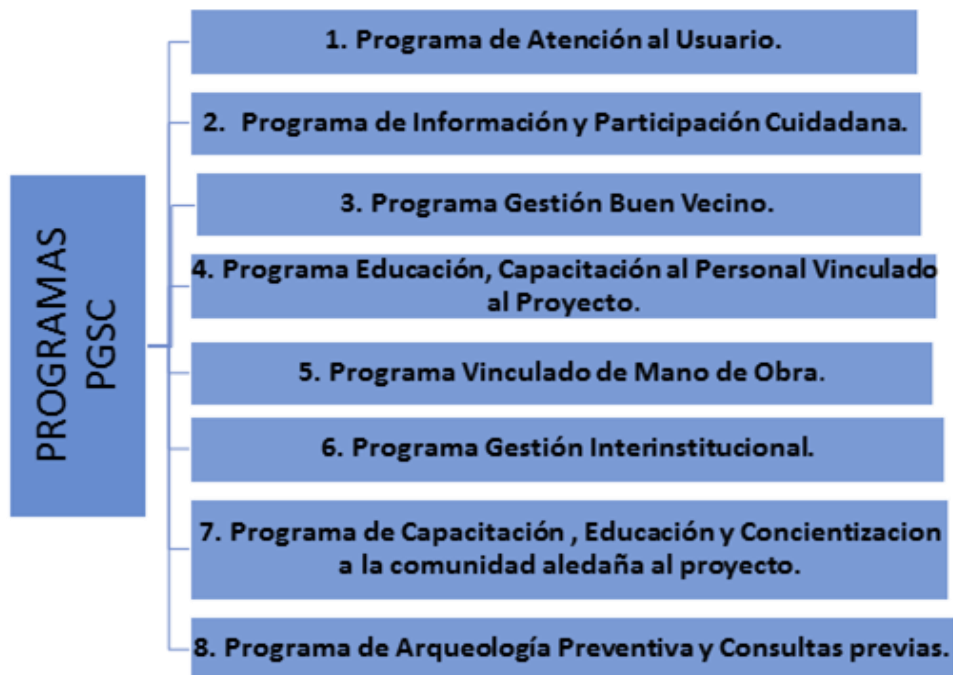 PROGRAMAS
PGSC
1. Programa de Atención al Usuario.
2. Programa de Información y Participación Cuidadana.
3. Programa Gestión Buen Vecino.
4. Programa Educación, Capacitación al Personal Vinculado
al Proyecto.
5. Programa Vinculado de Mano de Obra.
6. Programa Gestión Interinstitucional.
7. Programa de Capacitación , Educación y Concientizacion
a la comunidad aledaña al proyecto.
8. Programa de Arqueología Preventiva y Consultas previas.